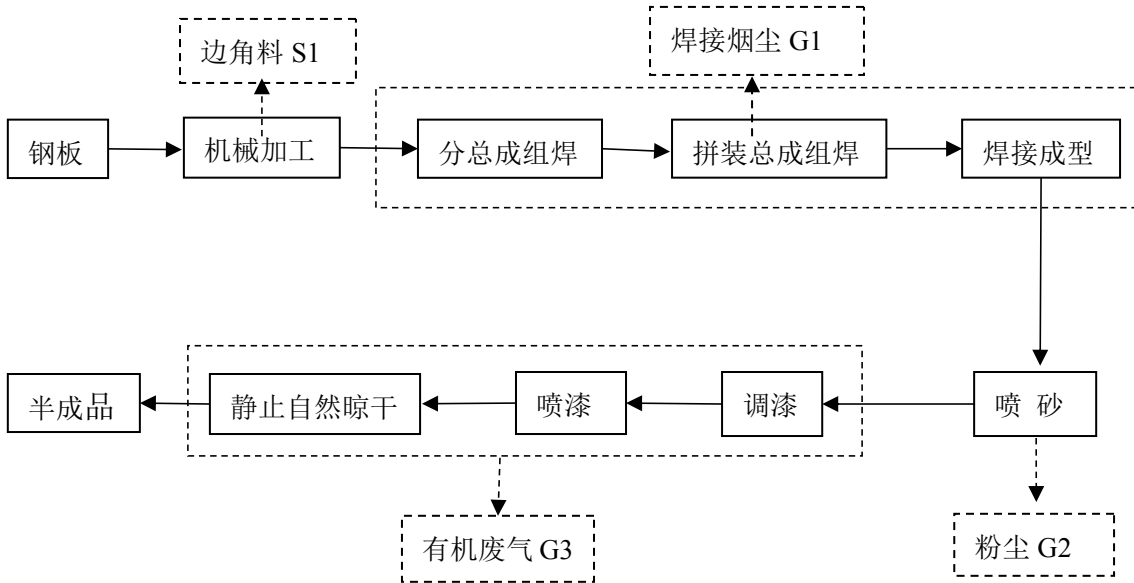 边角料 S1
焊接烟尘 G1
钢板
机械加工
分总成组焊
拼装总成组焊
焊接成型
半成品
静止自然晾干
喷漆
调漆
喷 砂
有机废气 G3
粉尘 G2